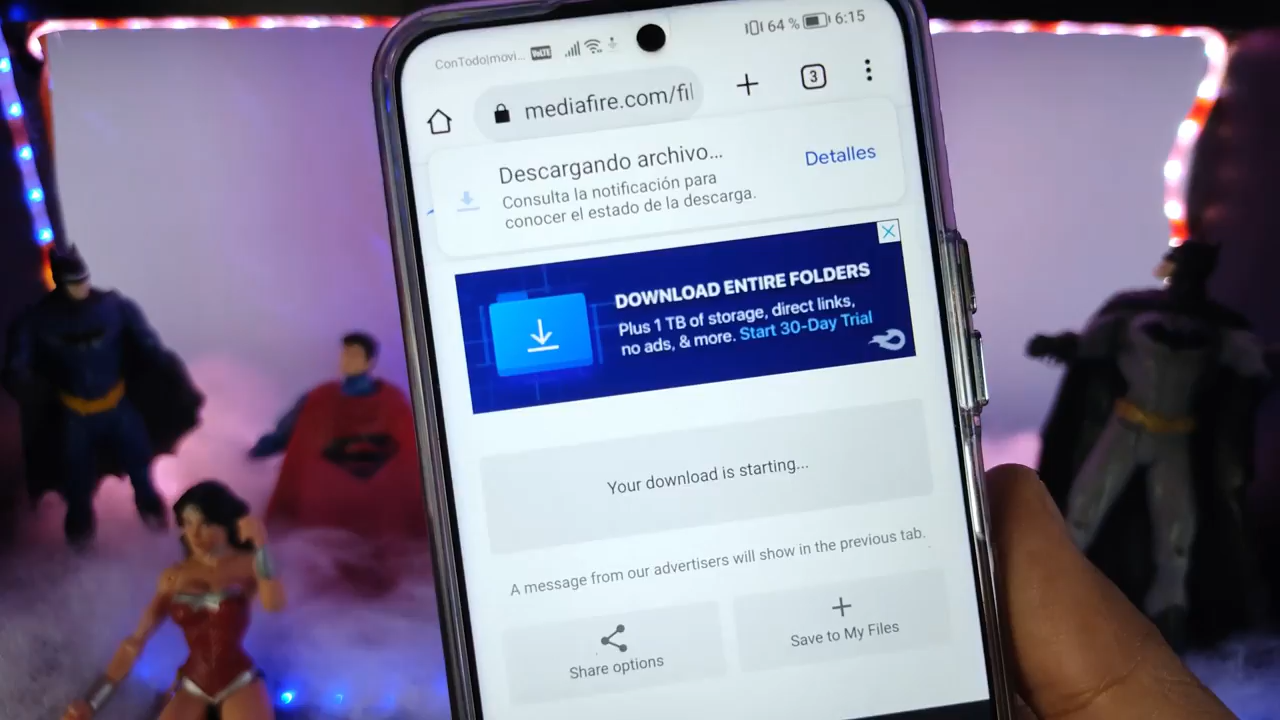 ConTodo|movi... VoLTE 64 % 6:15
mediafire.com/fil
3
Descargando archivo...
Detalles
Consulta la notificación para
conocer el estado de la descarga.
DOWNLOAD ENTIRE FOLDERS
Plus 1 TB of storage, direct links,
no ads, & more. Start 30-Day Trial
Your download is starting...
A message from our advertisers will show in the previous tab.
Share options
Save to My Files